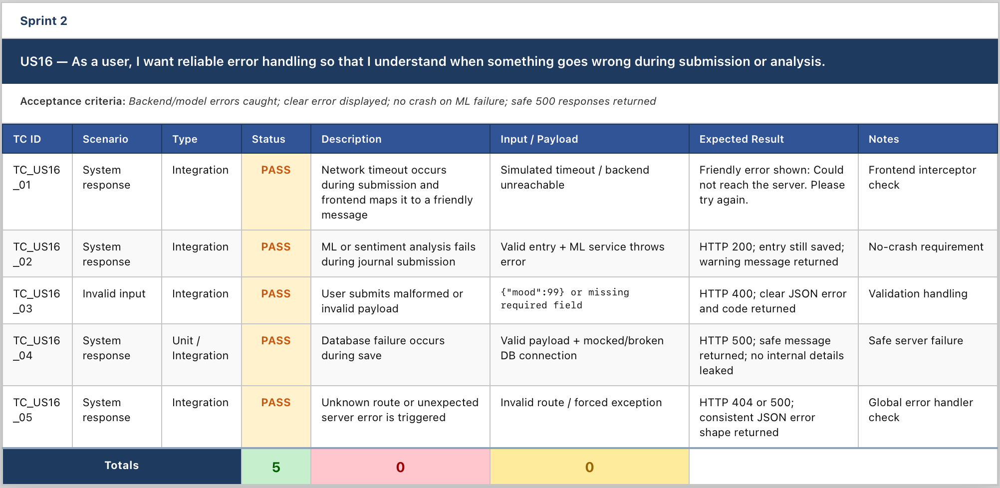 Sprint 2
US16 — As a user, I want reliable error handling so that I understand when something goes wrong during submission or analysis.
Acceptance criteria: Backend/model errors caught; clear error displayed; no crash on ML failure; safe 500 responses returned
TC ID
Scenario
Type
Status
Description
Input / Payload
Expected Result
Notes
TC_US16
_01
System
response
Integration
PASS
Network timeout occurs
during submission and
frontend maps it to a friendly
message
Simulated timeout / backend
unreachable
Friendly error shown: Could
not reach the server. Please
try again.
Frontend interceptor
check
TC_US16
_02
System
response
Integration
PASS
ML or sentiment analysis fails
during journal submission
Valid entry + ML service throws
error
HTTP 200; entry still saved;
warning message returned
No-crash requirement
TC_US16
_03
Invalid input
Integration
PASS
User submits malformed or
invalid payload
{"mood":99} or missing
required field
HTTP 400; clear JSON error
and code returned
Validation handling
TC_US16
_04
System
response
Unit /
Integration
PASS
Database failure occurs
during save
Valid payload + mocked/broken
DB connection
HTTP 500; safe message
returned; no internal details
leaked
Safe server failure
TC_US16
_05
System
response
Integration
PASS
Unknown route or unexpected
server error is triggered
Invalid route / forced exception
HTTP 404 or 500;
consistent JSON error
shape returned
Global error handler
check
Totals
5
0
0